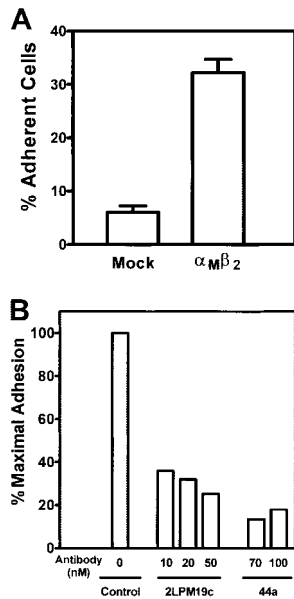 A
% Adherent Cells
40
30
20
10
0
Mock αMβ2
B
% Maximal Adhesion
100
80
60
40
20
0
Antibody (nM) 0 10 20 50 70 100
Control 2LPM19c 44a